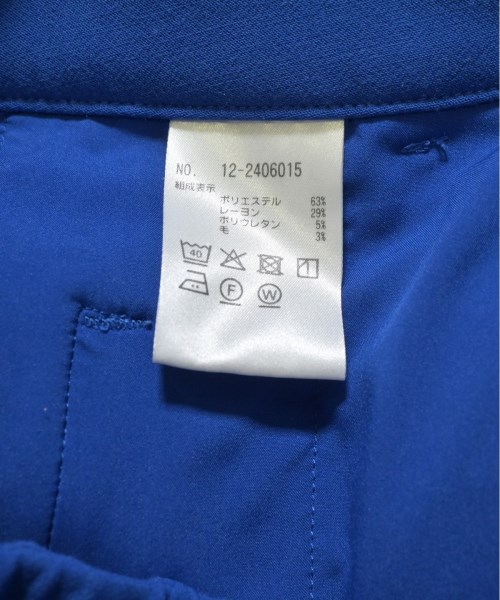 NO. 12-2406015
組成表示
ポリエステル 63%
レーヨン 29%
ポリウレタン 5%
毛 3%
40
F W